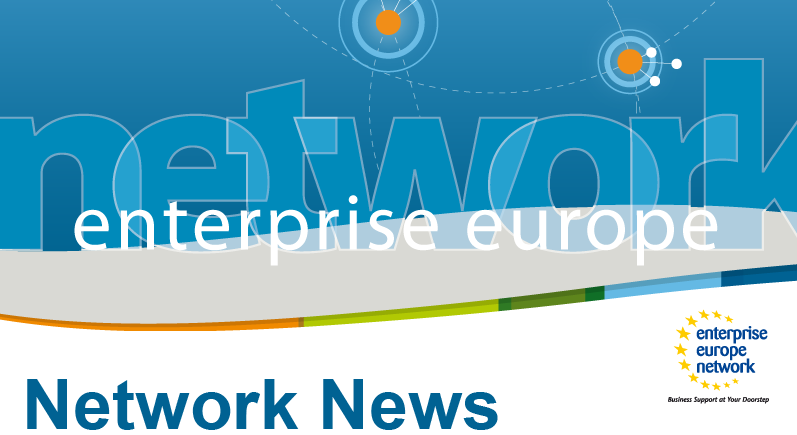 network
enterprise europe
enterprise
europe
network
Business Support at Your Doorstep
Network News